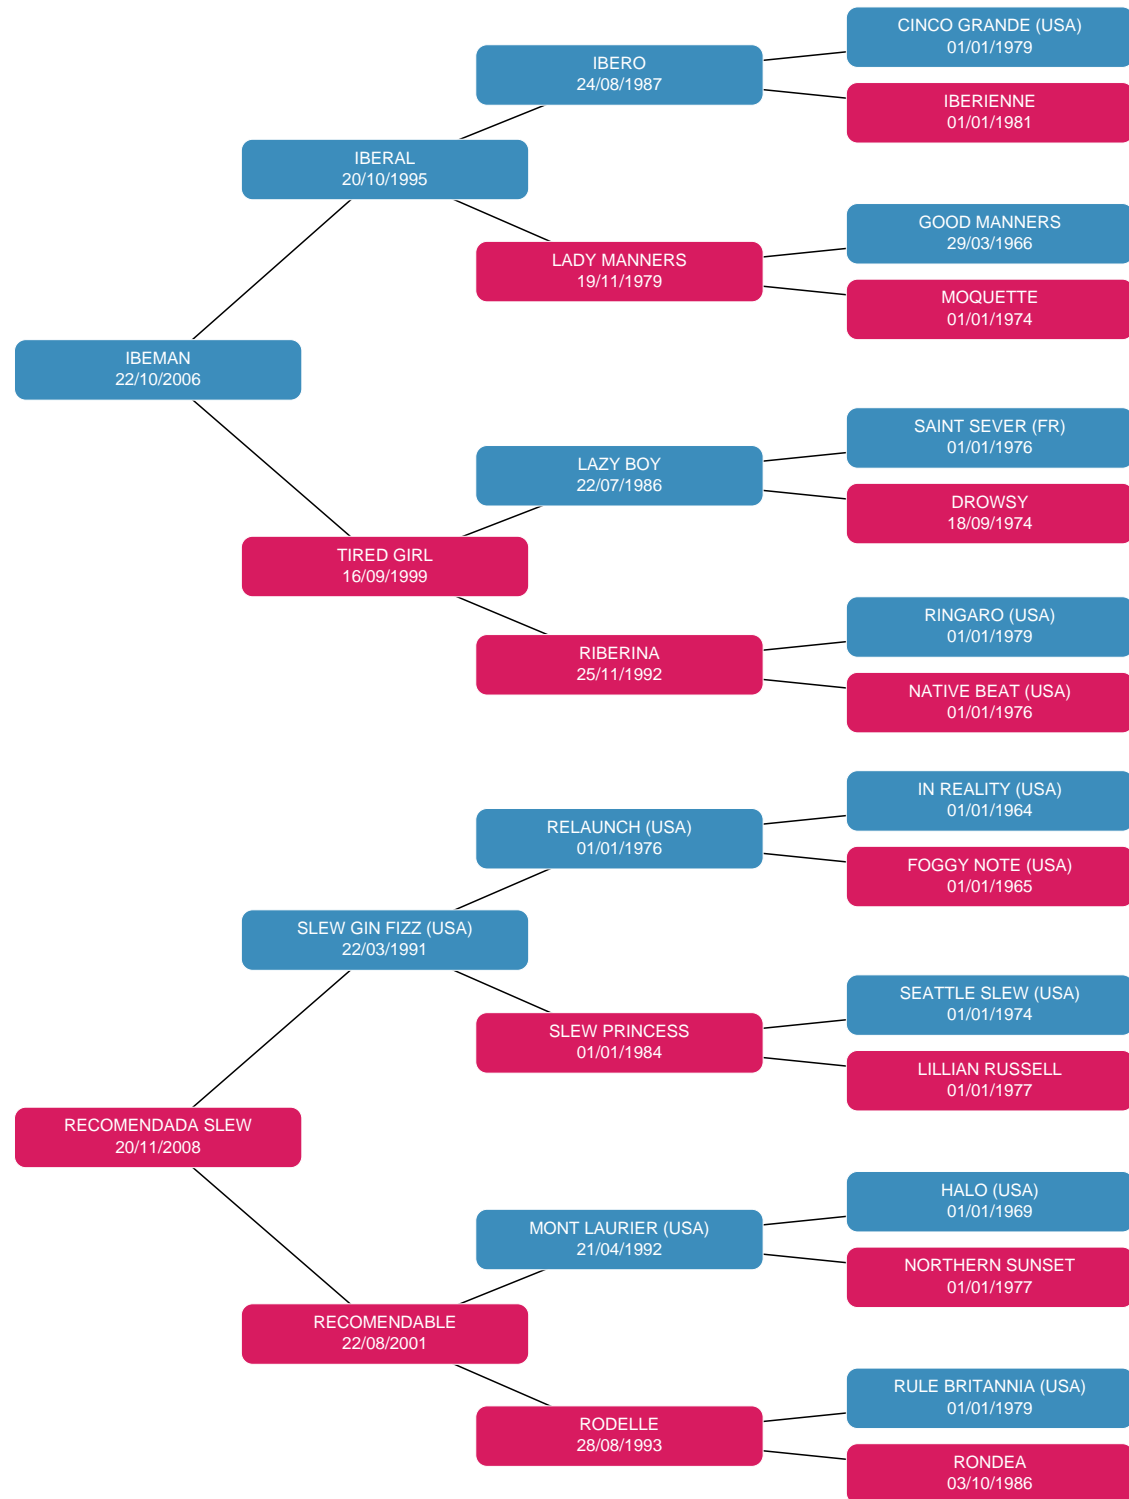 CINCO GRANDE (USA)
01/01/1979
IBERO
24/08/1987
IBERIENNE
01/01/1981
IBERAL
20/10/1995
GOOD MANNERS
29/03/1966
LADY MANNERS
19/11/1979
MOQUETTE
01/01/1974
IBEMAN
22/10/2006
SAINT SEVER (FR)
01/01/1976
LAZY BOY
22/07/1986
DROWSY
18/09/1974
TIRED GIRL
16/09/1999
RINGARO (USA)
01/01/1979
RIBERINA
25/11/1992
NATIVE BEAT (USA)
01/01/1976
IN REALITY (USA)
01/01/1964
RELAUNCH (USA)
01/01/1976
FOGGY NOTE (USA)
01/01/1965
SLEW GIN FIZZ (USA)
22/03/1991
SEATTLE SLEW (USA)
01/01/1974
SLEW PRINCESS
01/01/1984
LILLIAN RUSSELL
01/01/1977
RECOMENDADA SLEW
20/11/2008
HALO (USA)
01/01/1969
MONT LAURIER (USA)
21/04/1992
NORTHERN SUNSET
01/01/1977
RECOMENDABLE
22/08/2001
RULE BRITANNIA (USA)
01/01/1979
RODELLE
28/08/1993
RONDEA
03/10/1986